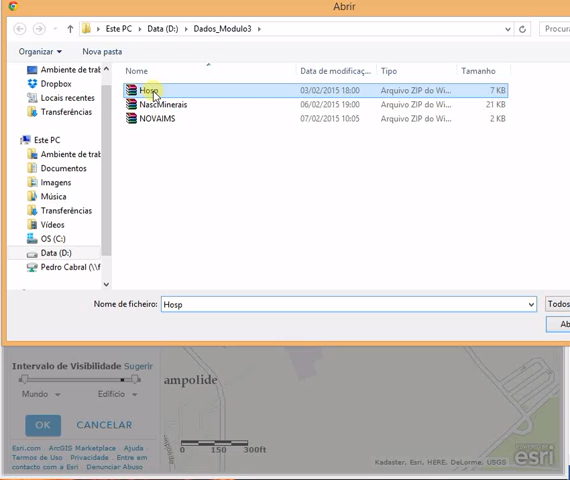 Abrir
Este PC › Data (D:) › Dados_Modulo3 ›
Procura
Organizar Nova pasta
Nome Data de modificaç... Tipo Tamanho
Ambiente de trab
Dropbox
Locais recentes
Transferências
Este PC
Ambiente de trab
Documentos
Imagens
Música
Transferências
Vídeos
OS (C:)
Data (D:)
Pedro Cabral (\\f
Hosp 03/02/2015 18:00 Arquivo ZIP do Wi... 7 KB
NascMinerais 06/02/2015 19:00 Arquivo ZIP do Wi... 21 KB
NOVAIMS 07/02/2015 10:05 Arquivo ZIP do Wi... 2 KB
Nome de ficheiro: Hosp Todos
Ab
Intervalo de Visibilidade Sugerir
Mundo Edifício
OK CANCELAR
Esri.com . ArcGIS Marketplace . Ajuda .
Termos de Uso . Privacidade . Entre em
contacto com a Esri . Denunciar Abuso
ampolide
0 150 300ft
esri
Kadaster, Esri, HERE, DeLorme, USGS